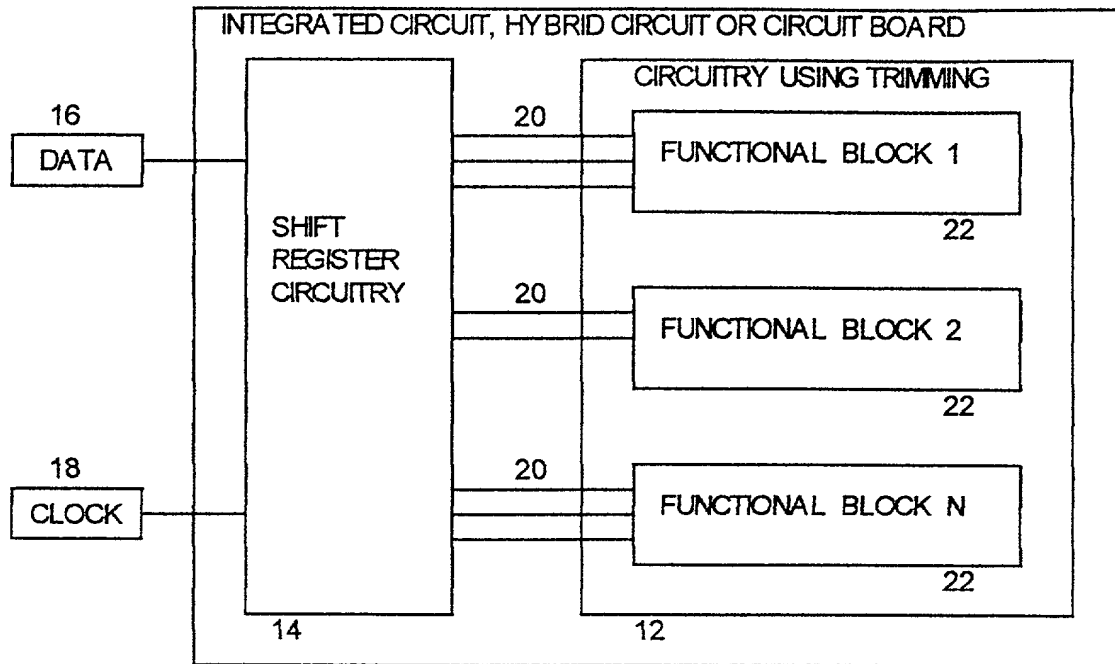 INTEGRATED CIRCUIT, HYBRID CIRCUIT OR CIRCUIT BOARD
CIRCUITRY USING TRIMMING
16
DATA
20
FUNCTIONAL BLOCK 1
22
SHIFT
REGISTER
CIRCUITRY
20
FUNCTIONAL BLOCK 2
22
18
CLOCK
20
FUNCTIONAL BLOCK N
22
14
12